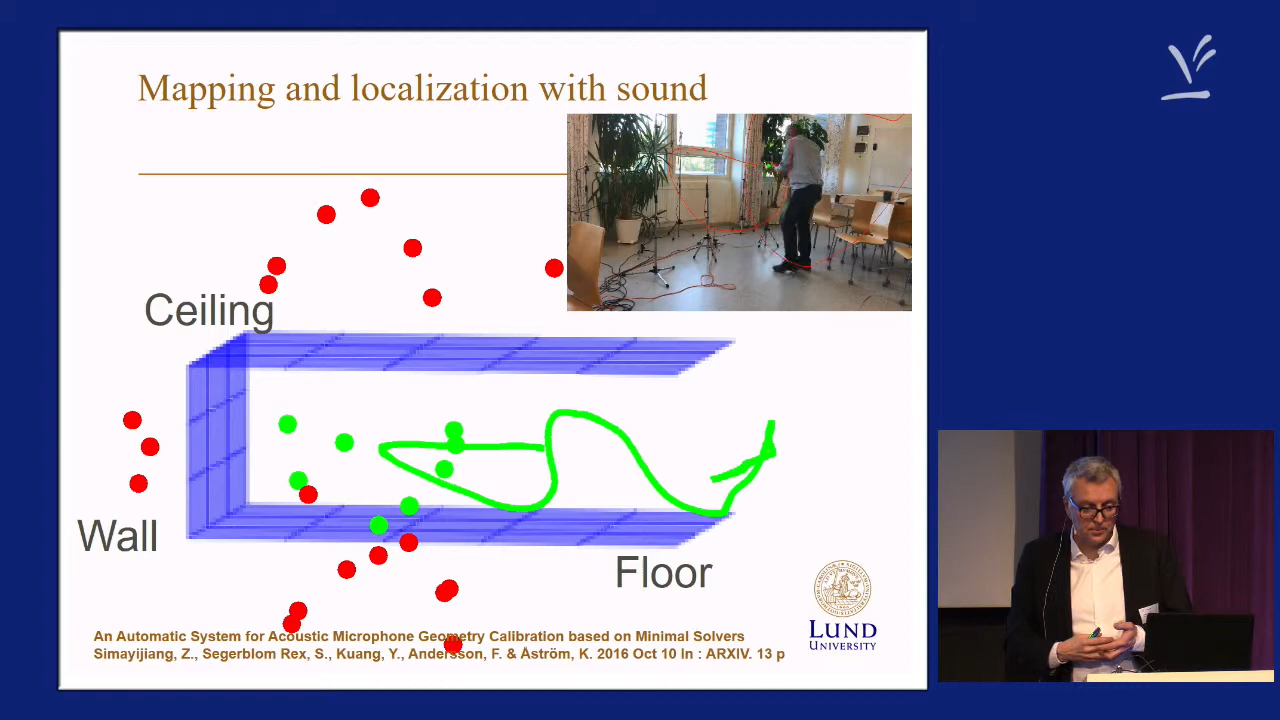 Mapping and localization with sound
Ceiling
Wall
Floor
LUND
UNIVERSITY
An Automatic System for Acoustic Microphone Geometry Calibration based on Minimal Solvers
Simayijiang, Z., Segerblom Rex, S., Kuang, Y., Andersson, F. & Åström, K. 2016 Oct 10 In : ARXIV. 13 p